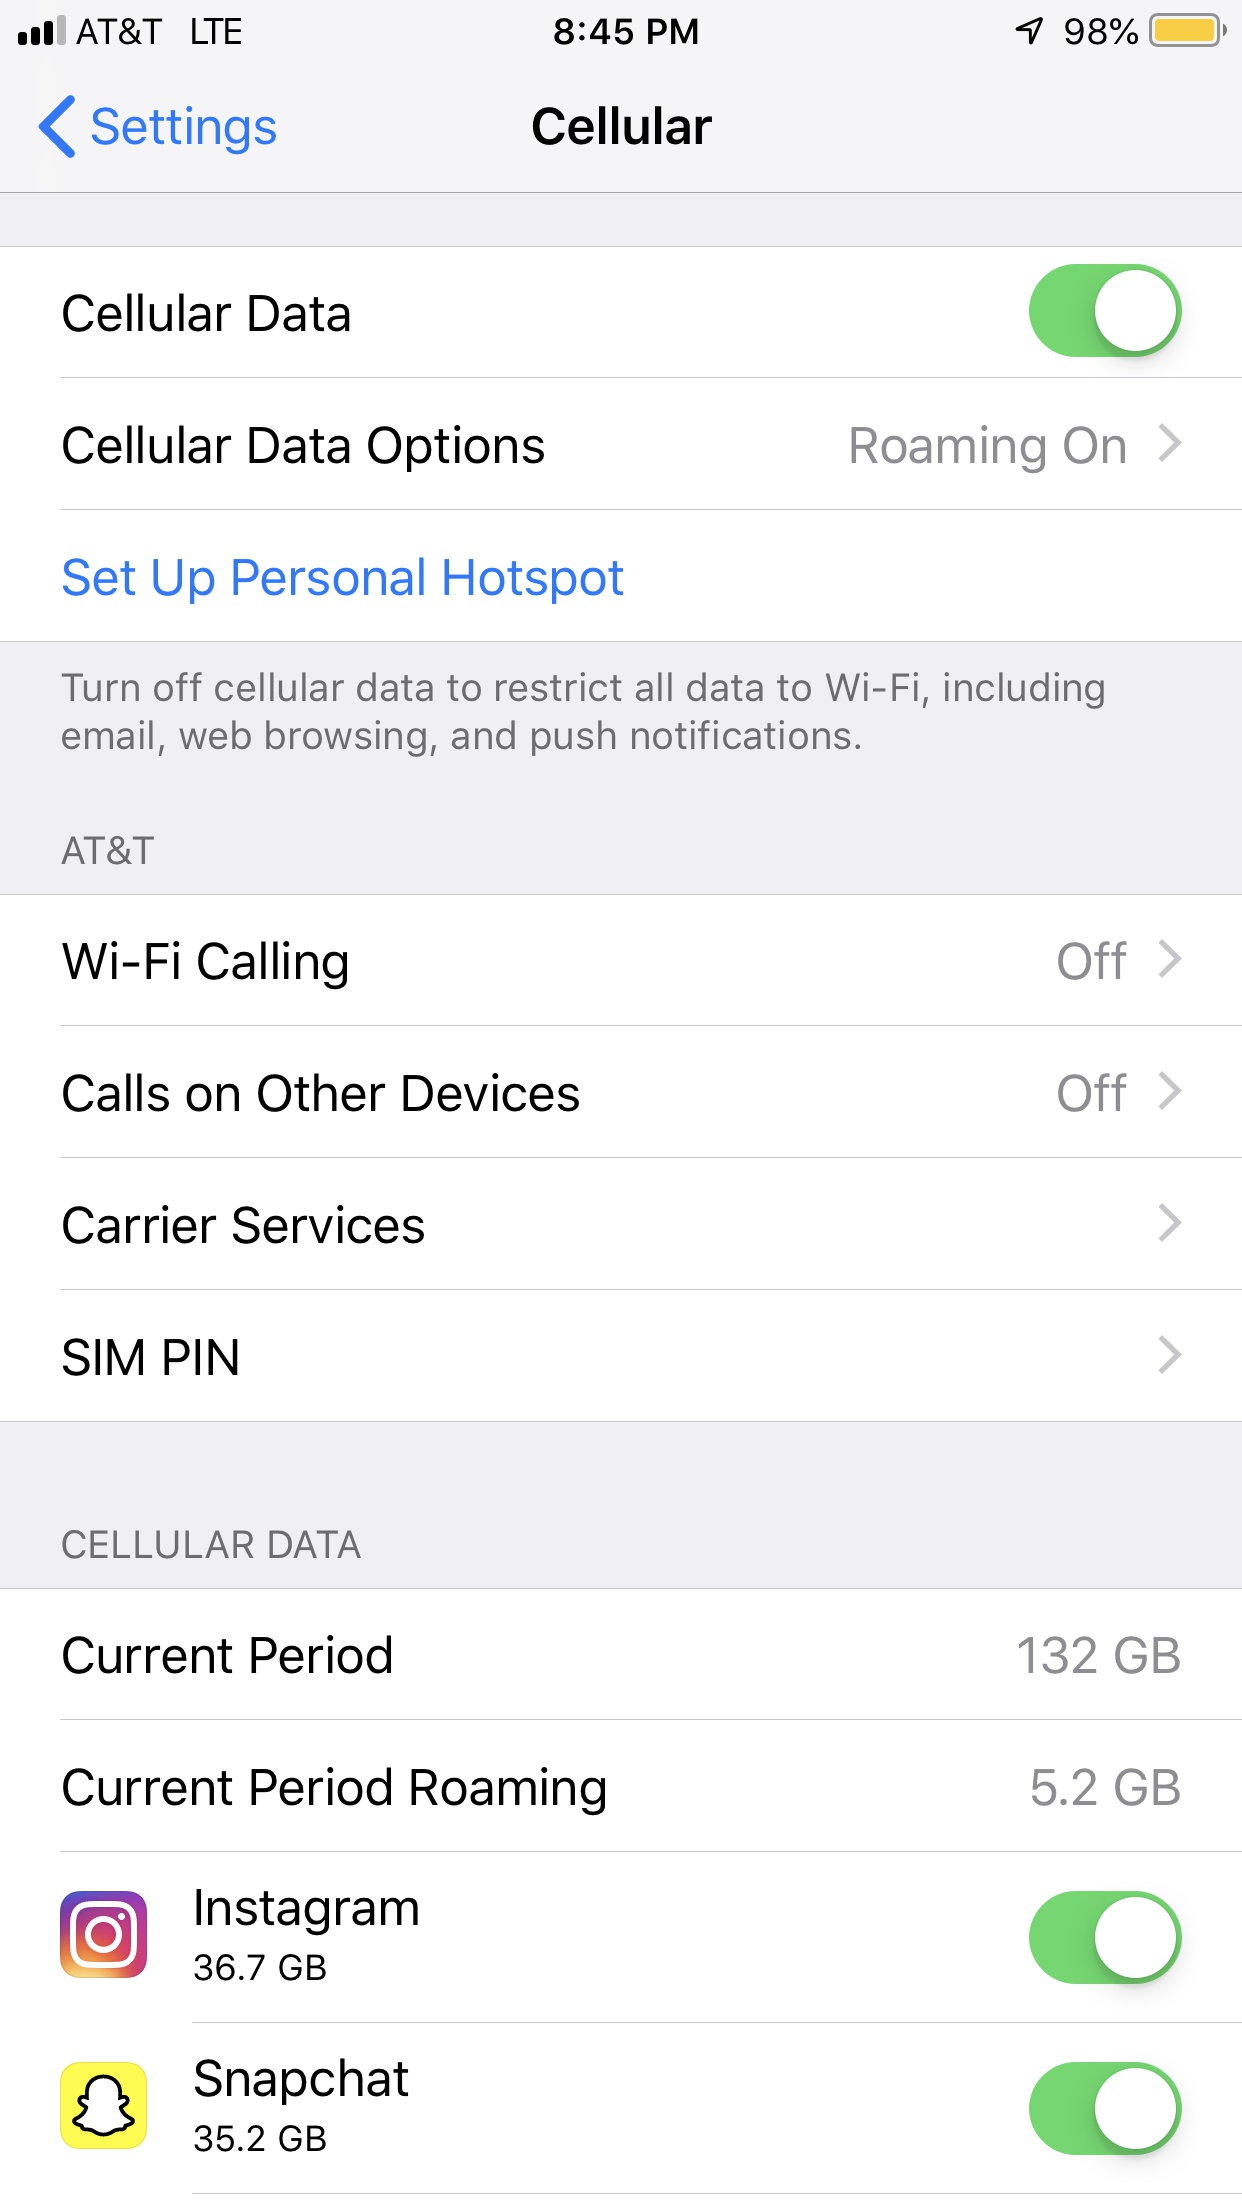 AT&T LTE 8:45 PM 98%
Settings Cellular
Cellular Data
Cellular Data Options Roaming On
Set Up Personal Hotspot
Turn off cellular data to restrict all data to Wi-Fi, including
email, web browsing, and push notifications.
AT&T
Wi-Fi Calling Off
Calls on Other Devices Off
Carrier Services
SIM PIN
CELLULAR DATA
Current Period 132 GB
Current Period Roaming 5.2 GB
Instagram
36.7 GB
Snapchat
35.2 GB